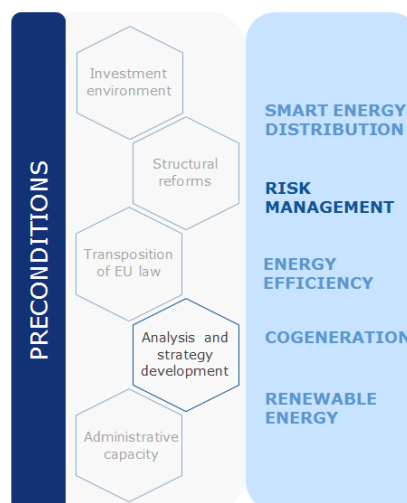 PRECONDITIONS
Investment
environment
Structural
reforms
Transposition
of EU law
Analysis and
strategy
development
Administrative
capacity
SMART ENERGY
DISTRIBUTION
RISK
MANAGEMENT
ENERGY
EFFICIENCY
COGENERATION
RENEWABLE
ENERGY